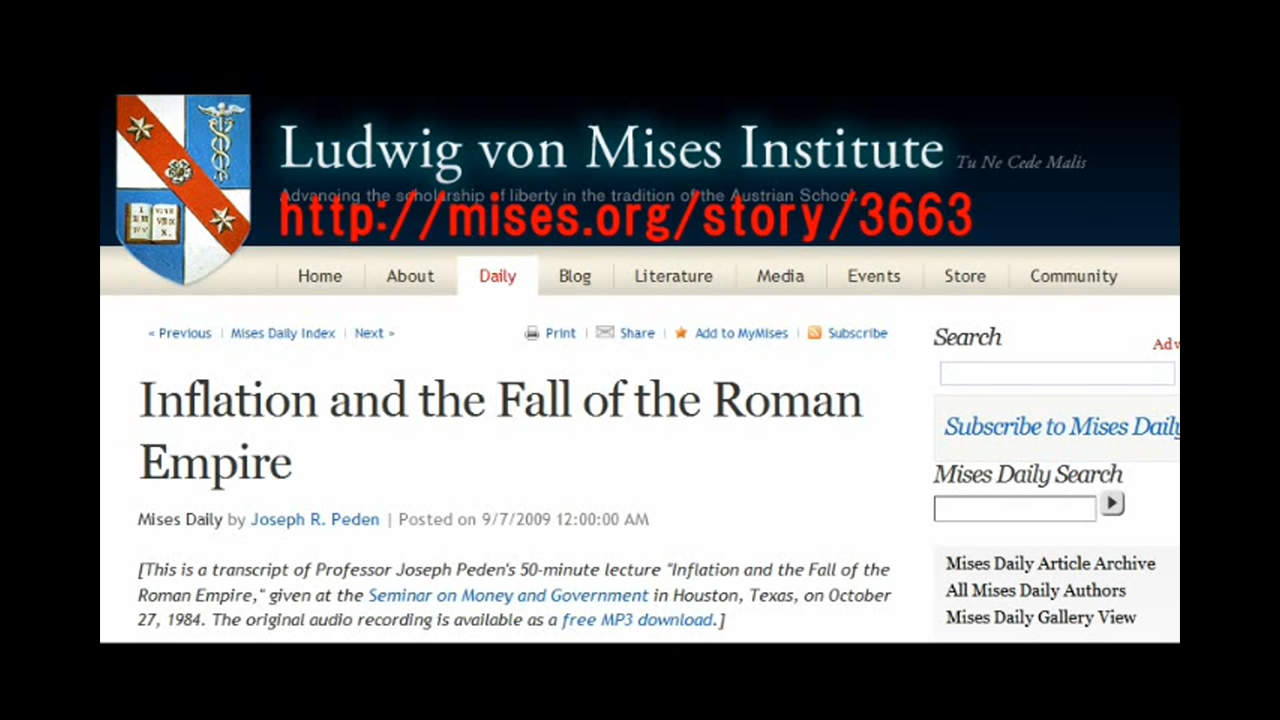 Ludwig von Mises Institute Tu Ne Cede Malis
Advancing the scholarship of liberty in the tradition of the Austrian School.
http://mises.org/story/3663
Home About Daily Blog Literature Media Events Store Community
« Previous | Mises Daily Index | Next » Print | Share | Add to MyMises | Subscribe
Search
Adv
Inflation and the Fall of the Roman
Empire
Subscribe to Mises Daily
Mises Daily Search
Mises Daily by Joseph R. Peden | Posted on 9/7/2009 12:00:00 AM
[This is a transcript of Professor Joseph Peden's 50-minute lecture "Inflation and the Fall of the
Roman Empire," given at the Seminar on Money and Government in Houston, Texas, on October
27, 1984. The original audio recording is available as a free MP3 download.]
Mises Daily Article Archive
All Mises Daily Authors
Mises Daily Gallery View